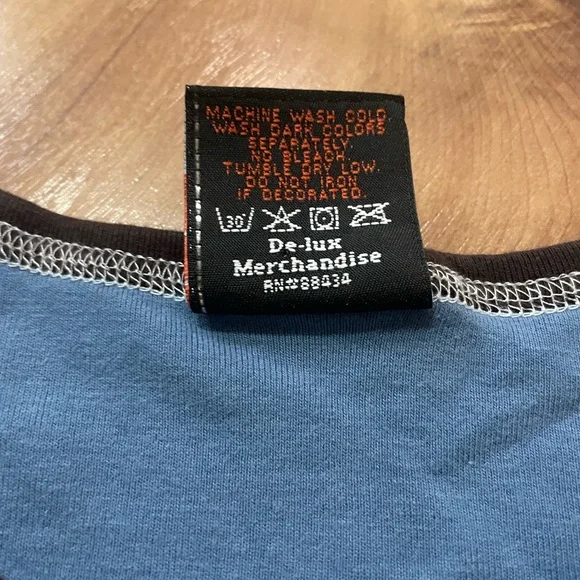 MACHINE WASH COLD
WASH DARK COLORS
SEPARATELY.
NO BLEACH.
TUMBLE DRY LOW.
DO NOT IRON
IF DECORATED.
30°
De-lux
Merchandise
RN#88434